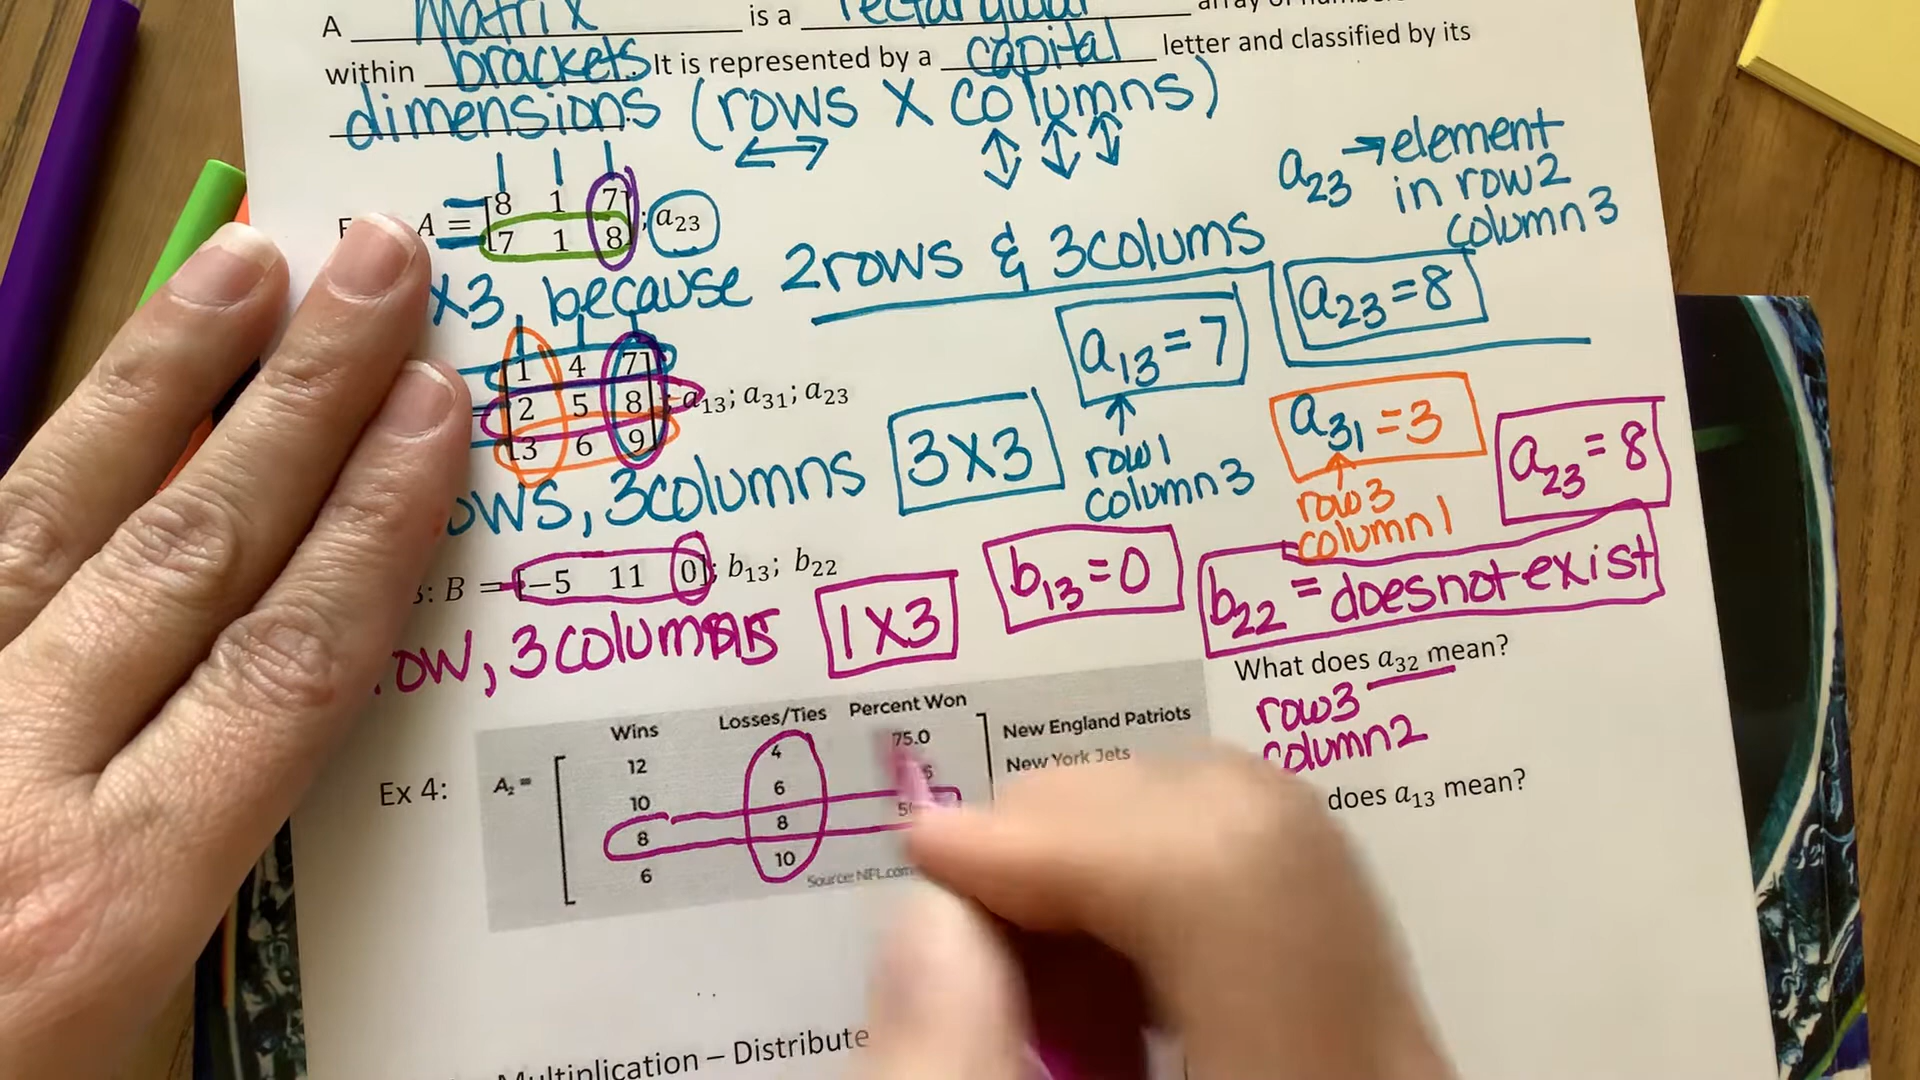 A Matrix is a rectangular array of numbers
within brackets. It is represented by a capital letter and classified by its
dimensions (rows X columns)
a23 → element
in row 2
column 3
A = [8 1 7
7 1 8]; a23
X3, because 2rows & 3colums
a23 = 8
a13 = 7
1 4 7
2 5 8
3 6 9
; a13; a31; a23
ows, 3columns
3X3
row 1
column 3
a31 = 3
row 3
column 1
a23 = 8
: B = [−5 11 0]; b13; b22
ow, 3
1X3
b13 = 0
b22 = does not exist
What does a32 mean?
row3
column2
does a13 mean?
Wins Losses/Ties Percent Won
Ex 4: A2 =
12 4 75.0 New England Patriots
10 6 New York Jets
8 8
6 10
Source: NFL.com
Multiplication – Distribute